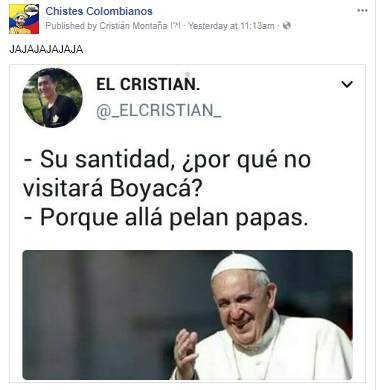 Chistes Colombianos
Published by Cristián Montaña [?] · Yesterday at 11:13am ·
JAJAJAJAJAJA
EL CRISTIAN.
@_ELCRISTIAN_
- Su santidad, ¿por qué no
visitará Boyacá?
- Porque allá pelan papas.